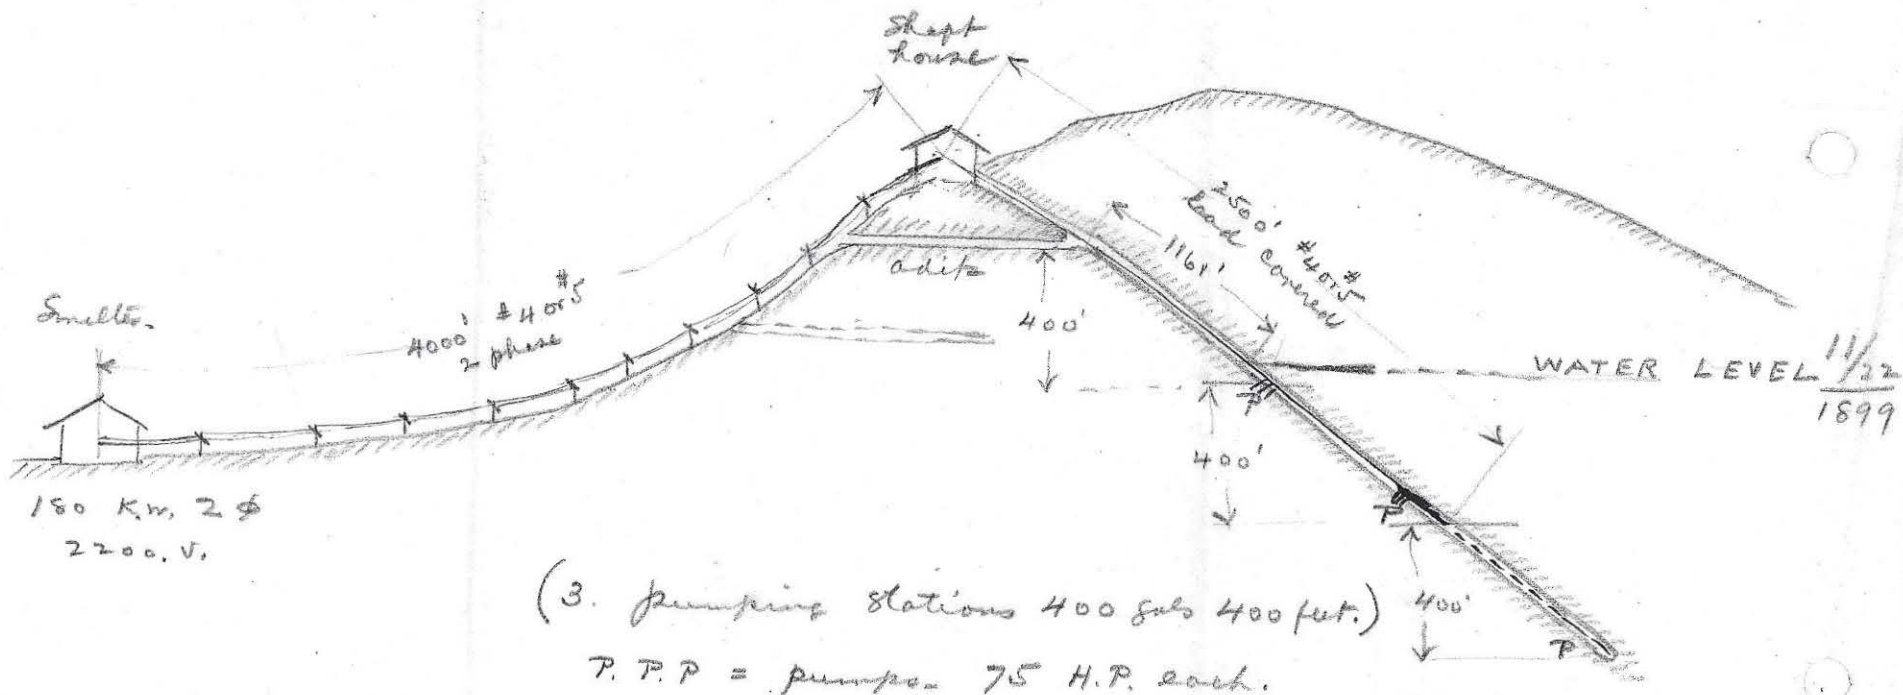 Shaft
house
2500' #4 or #5
lead covered
1161'
adit
400'
Smelter.
4000' #4 or #5
2 phase
WATER LEVEL 11/22
1899
P
400'
180 K.W. 2 ϕ
2200. V.
P
400'
P
(3. pumping stations 400 gals 400 feet.)
P. P. P = pumps - 75 H.P. each.